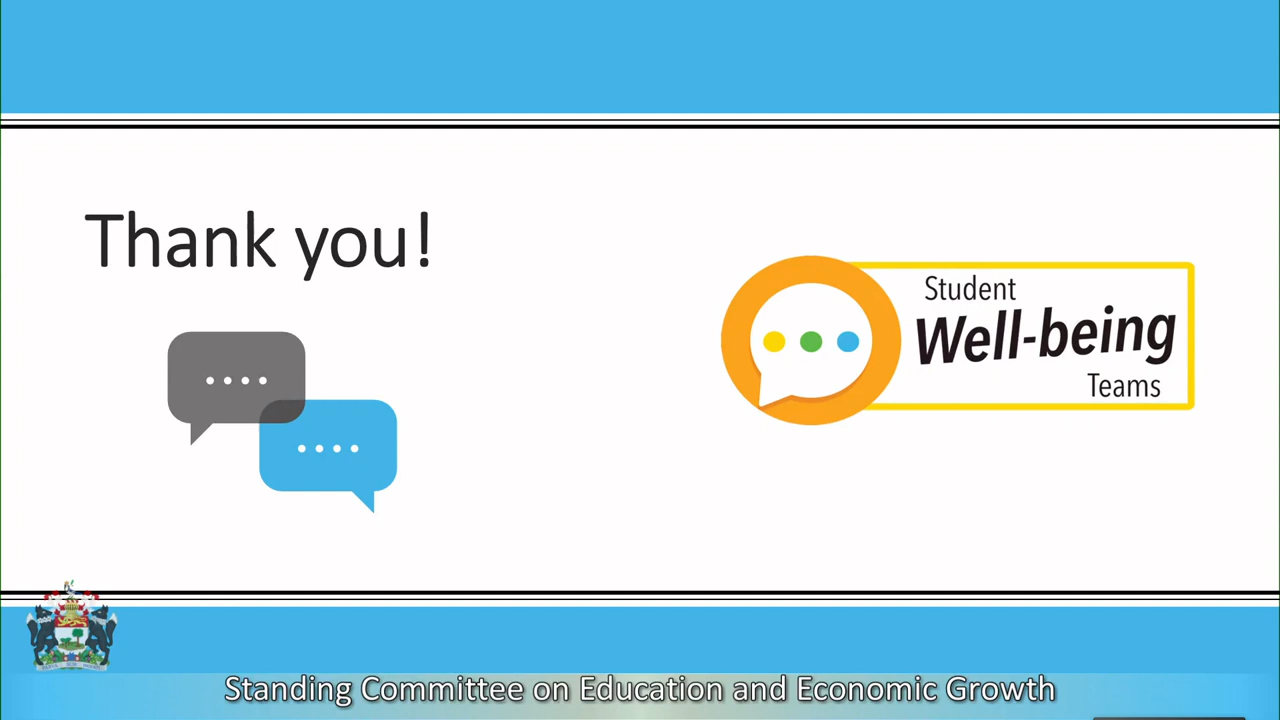 Thank you!
Student
Well-being
Teams
Standing Committee on Education and Economic Growth